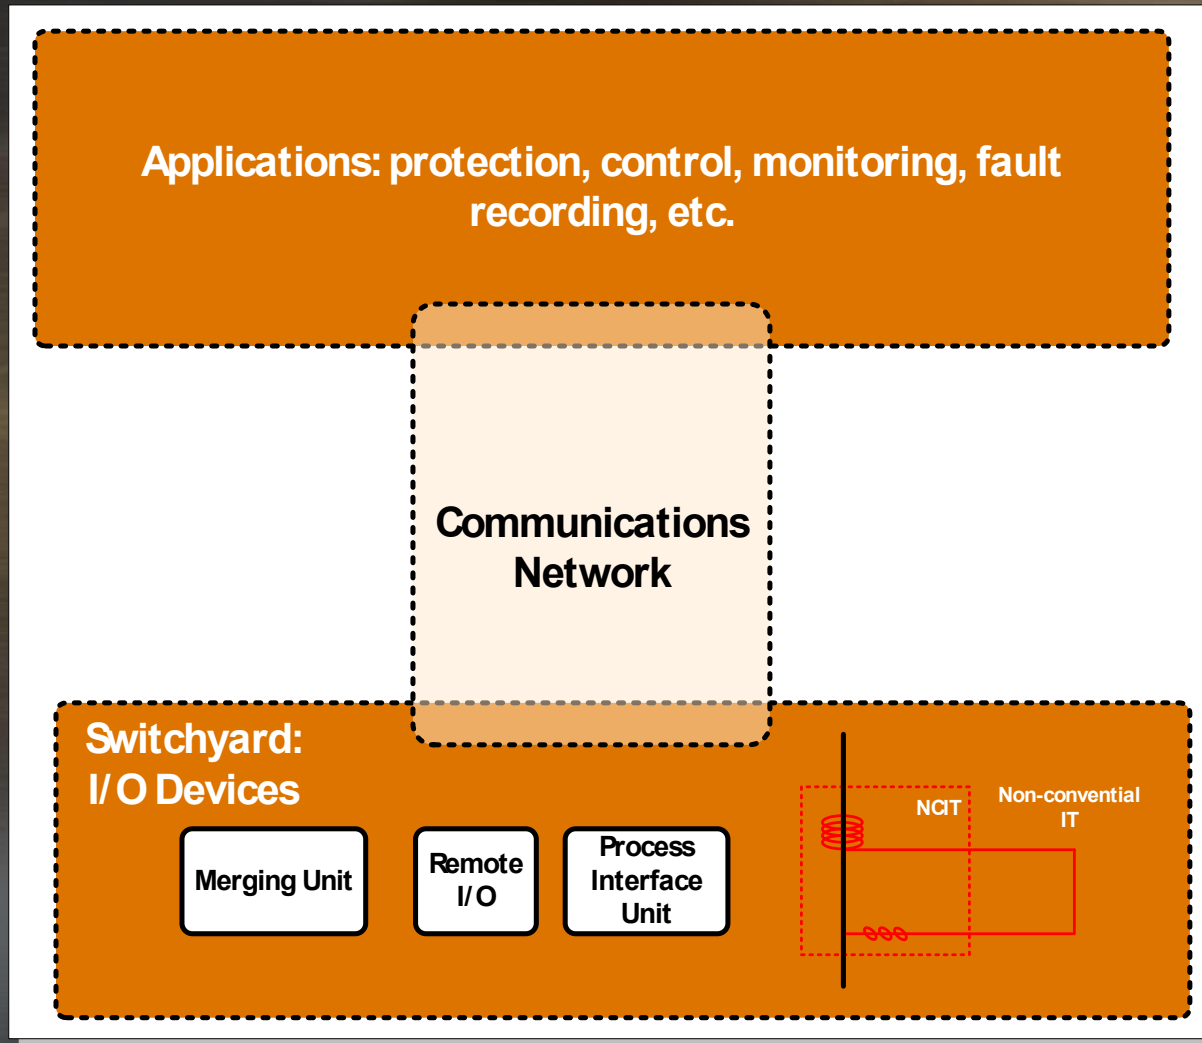 Applications: protection, control, monitoring, fault
recording, etc.
Communications
Network
Switchyard:
I/O Devices
Merging Unit
Remote
I/O
Process
Interface
Unit
NCIT
Non-convential
IT